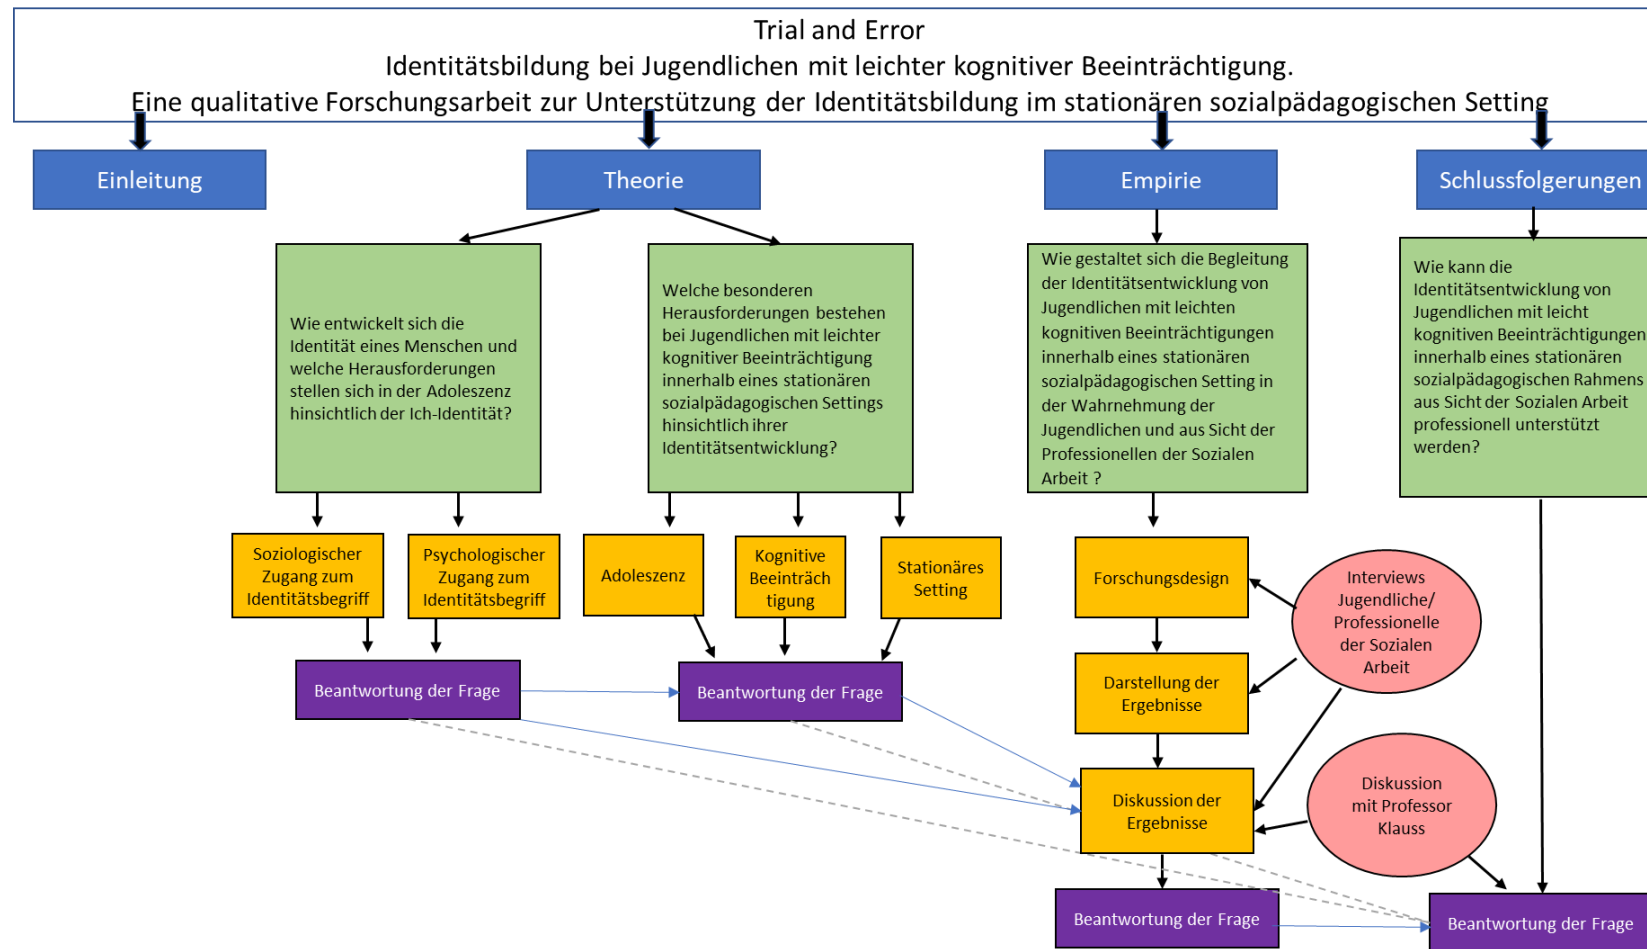 Trial and Error
Identitätsbildung bei Jugendlichen mit leichter kognitiver Beeinträchtigung.
Eine qualitative Forschungsarbeit zur Unterstützung der Identitätsbildung im stationären sozialpädagogischen Setting
Einleitung
Theorie
Empirie
Schlussfolgerungen
Wie entwickelt sich die
Identität eines Menschen und
welche Herausforderungen
stellen sich in der Adoleszenz
hinsichtlich der Ich-Identität?
Welche besonderen
Herausforderungen bestehen
bei Jugendlichen mit leichter
kognitiver Beeinträchtigung
innerhalb eines stationären
sozialpädagogischen Settings
hinsichtlich ihrer
Identitätsentwicklung?
Wie gestaltet sich die Begleitung
der Identitätsentwicklung von
Jugendlichen mit leichten
kognitiven Beeinträchtigungen
innerhalb eines stationären
sozialpädagogischen Setting in
der Wahrnehmung der
Jugendlichen und aus Sicht der
Professionellen der Sozialen
Arbeit ?
Wie kann die
Identitätsentwicklung von
Jugendlichen mit leicht
kognitiven Beeinträchtigungen
innerhalb eines stationären
sozialpädagogischen Rahmens
aus Sicht der Sozialen Arbeit
professionell unterstützt
werden?
Soziologischer
Zugang zum
Identitätsbegriff
Psychologischer
Zugang zum
Identitätsbegriff
Adoleszenz
Kognitive
Beeinträch
tigung
Stationäres
Setting
Forschungsdesign
Interviews
Jugendliche/
Professionelle
der Sozialen
Arbeit
Beantwortung der Frage
Beantwortung der Frage
Darstellung der
Ergebnisse
Diskussion der
Ergebnisse
Diskussion
mit Professor
Klauss
Beantwortung der Frage
Beantwortung der Frage